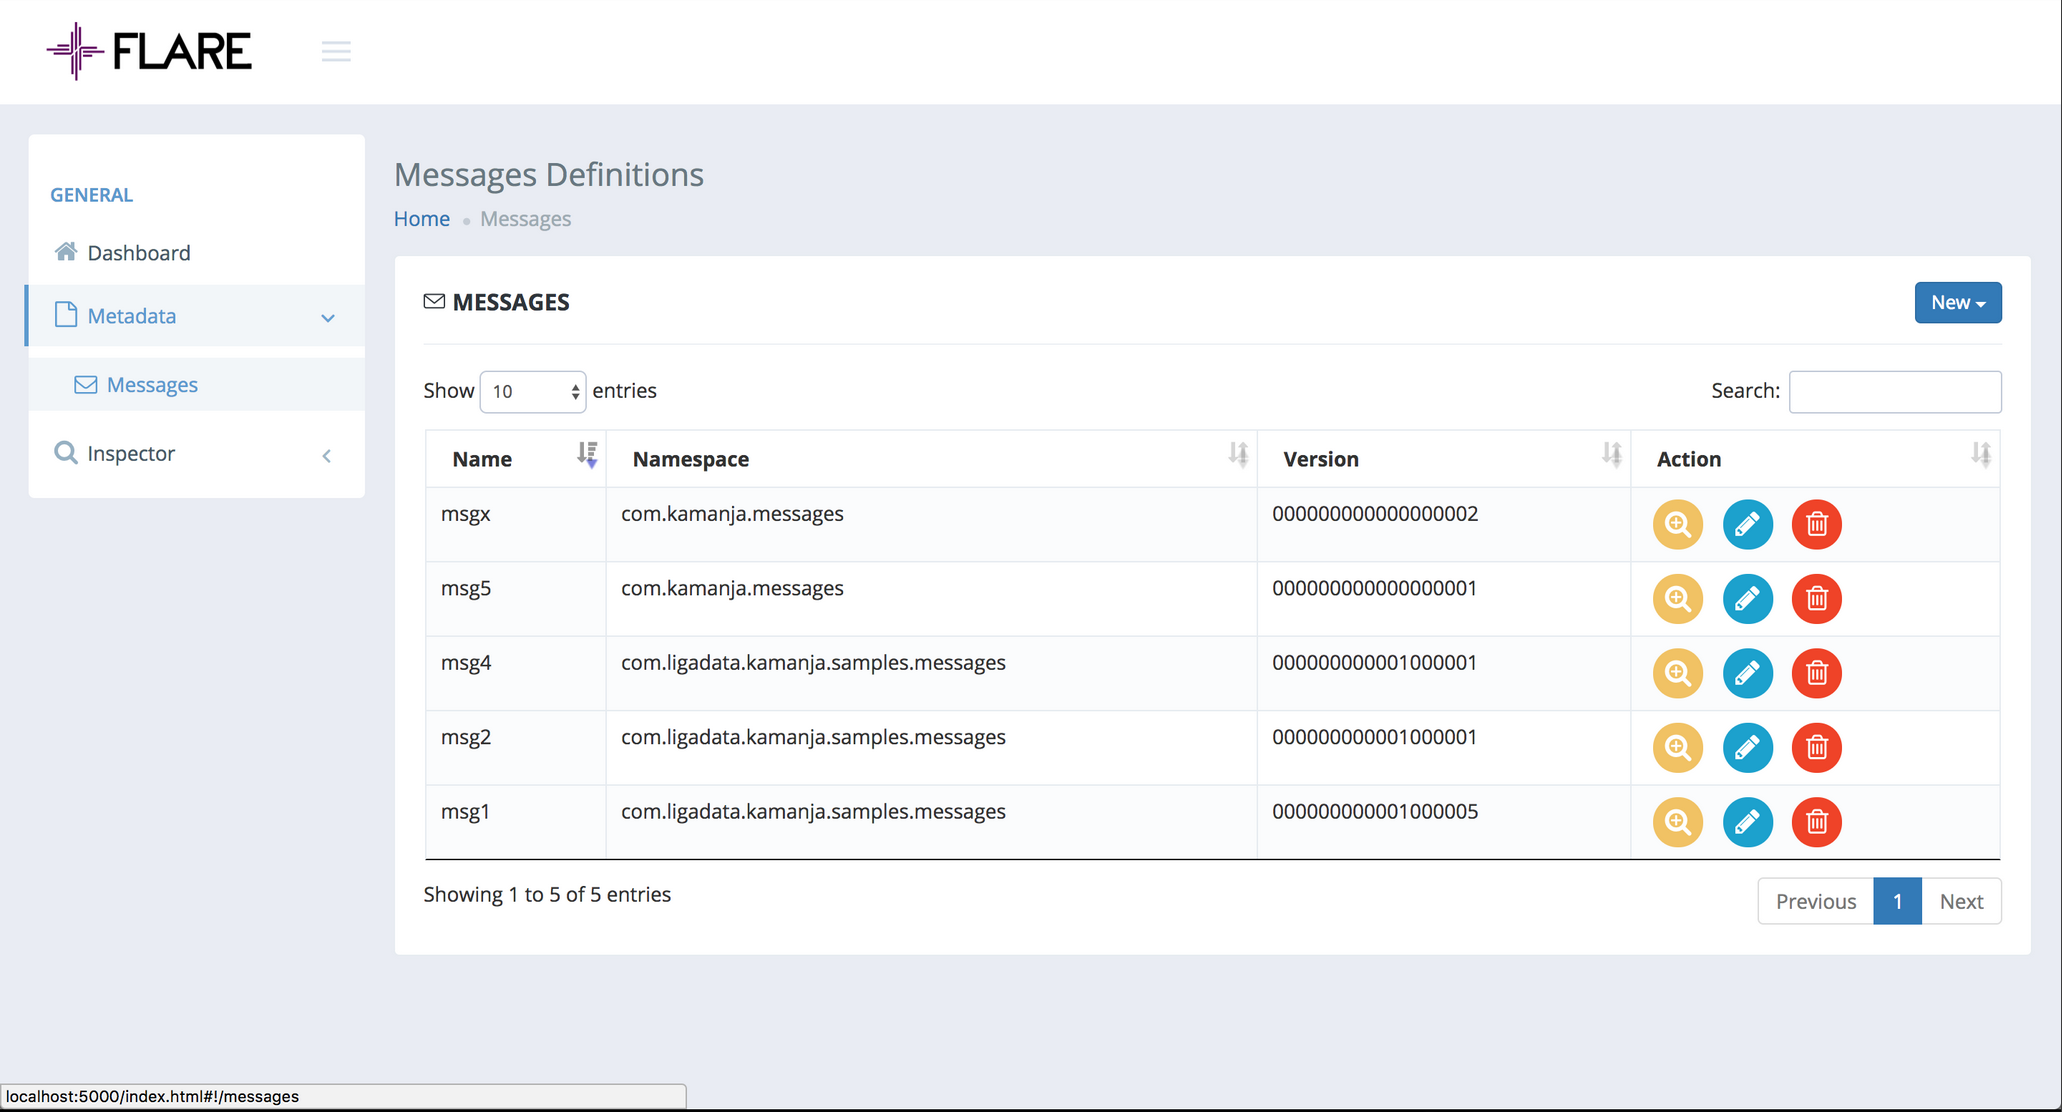 FLARE
GENERAL
Dashboard
Metadata
Messages
Inspector
Messages Definitions
Home • Messages
MESSAGES
New
Show 10 entries
Search:
Name Namespace Version Action
msgx com.kamanja.messages 000000000000000002
msg5 com.kamanja.messages 000000000000000001
msg4 com.ligadata.kamanja.samples.messages 000000000001000001
msg2 com.ligadata.kamanja.samples.messages 000000000001000001
msg1 com.ligadata.kamanja.samples.messages 000000000001000005
Showing 1 to 5 of 5 entries
Previous 1 Next
localhost:5000/index.html#!/messages